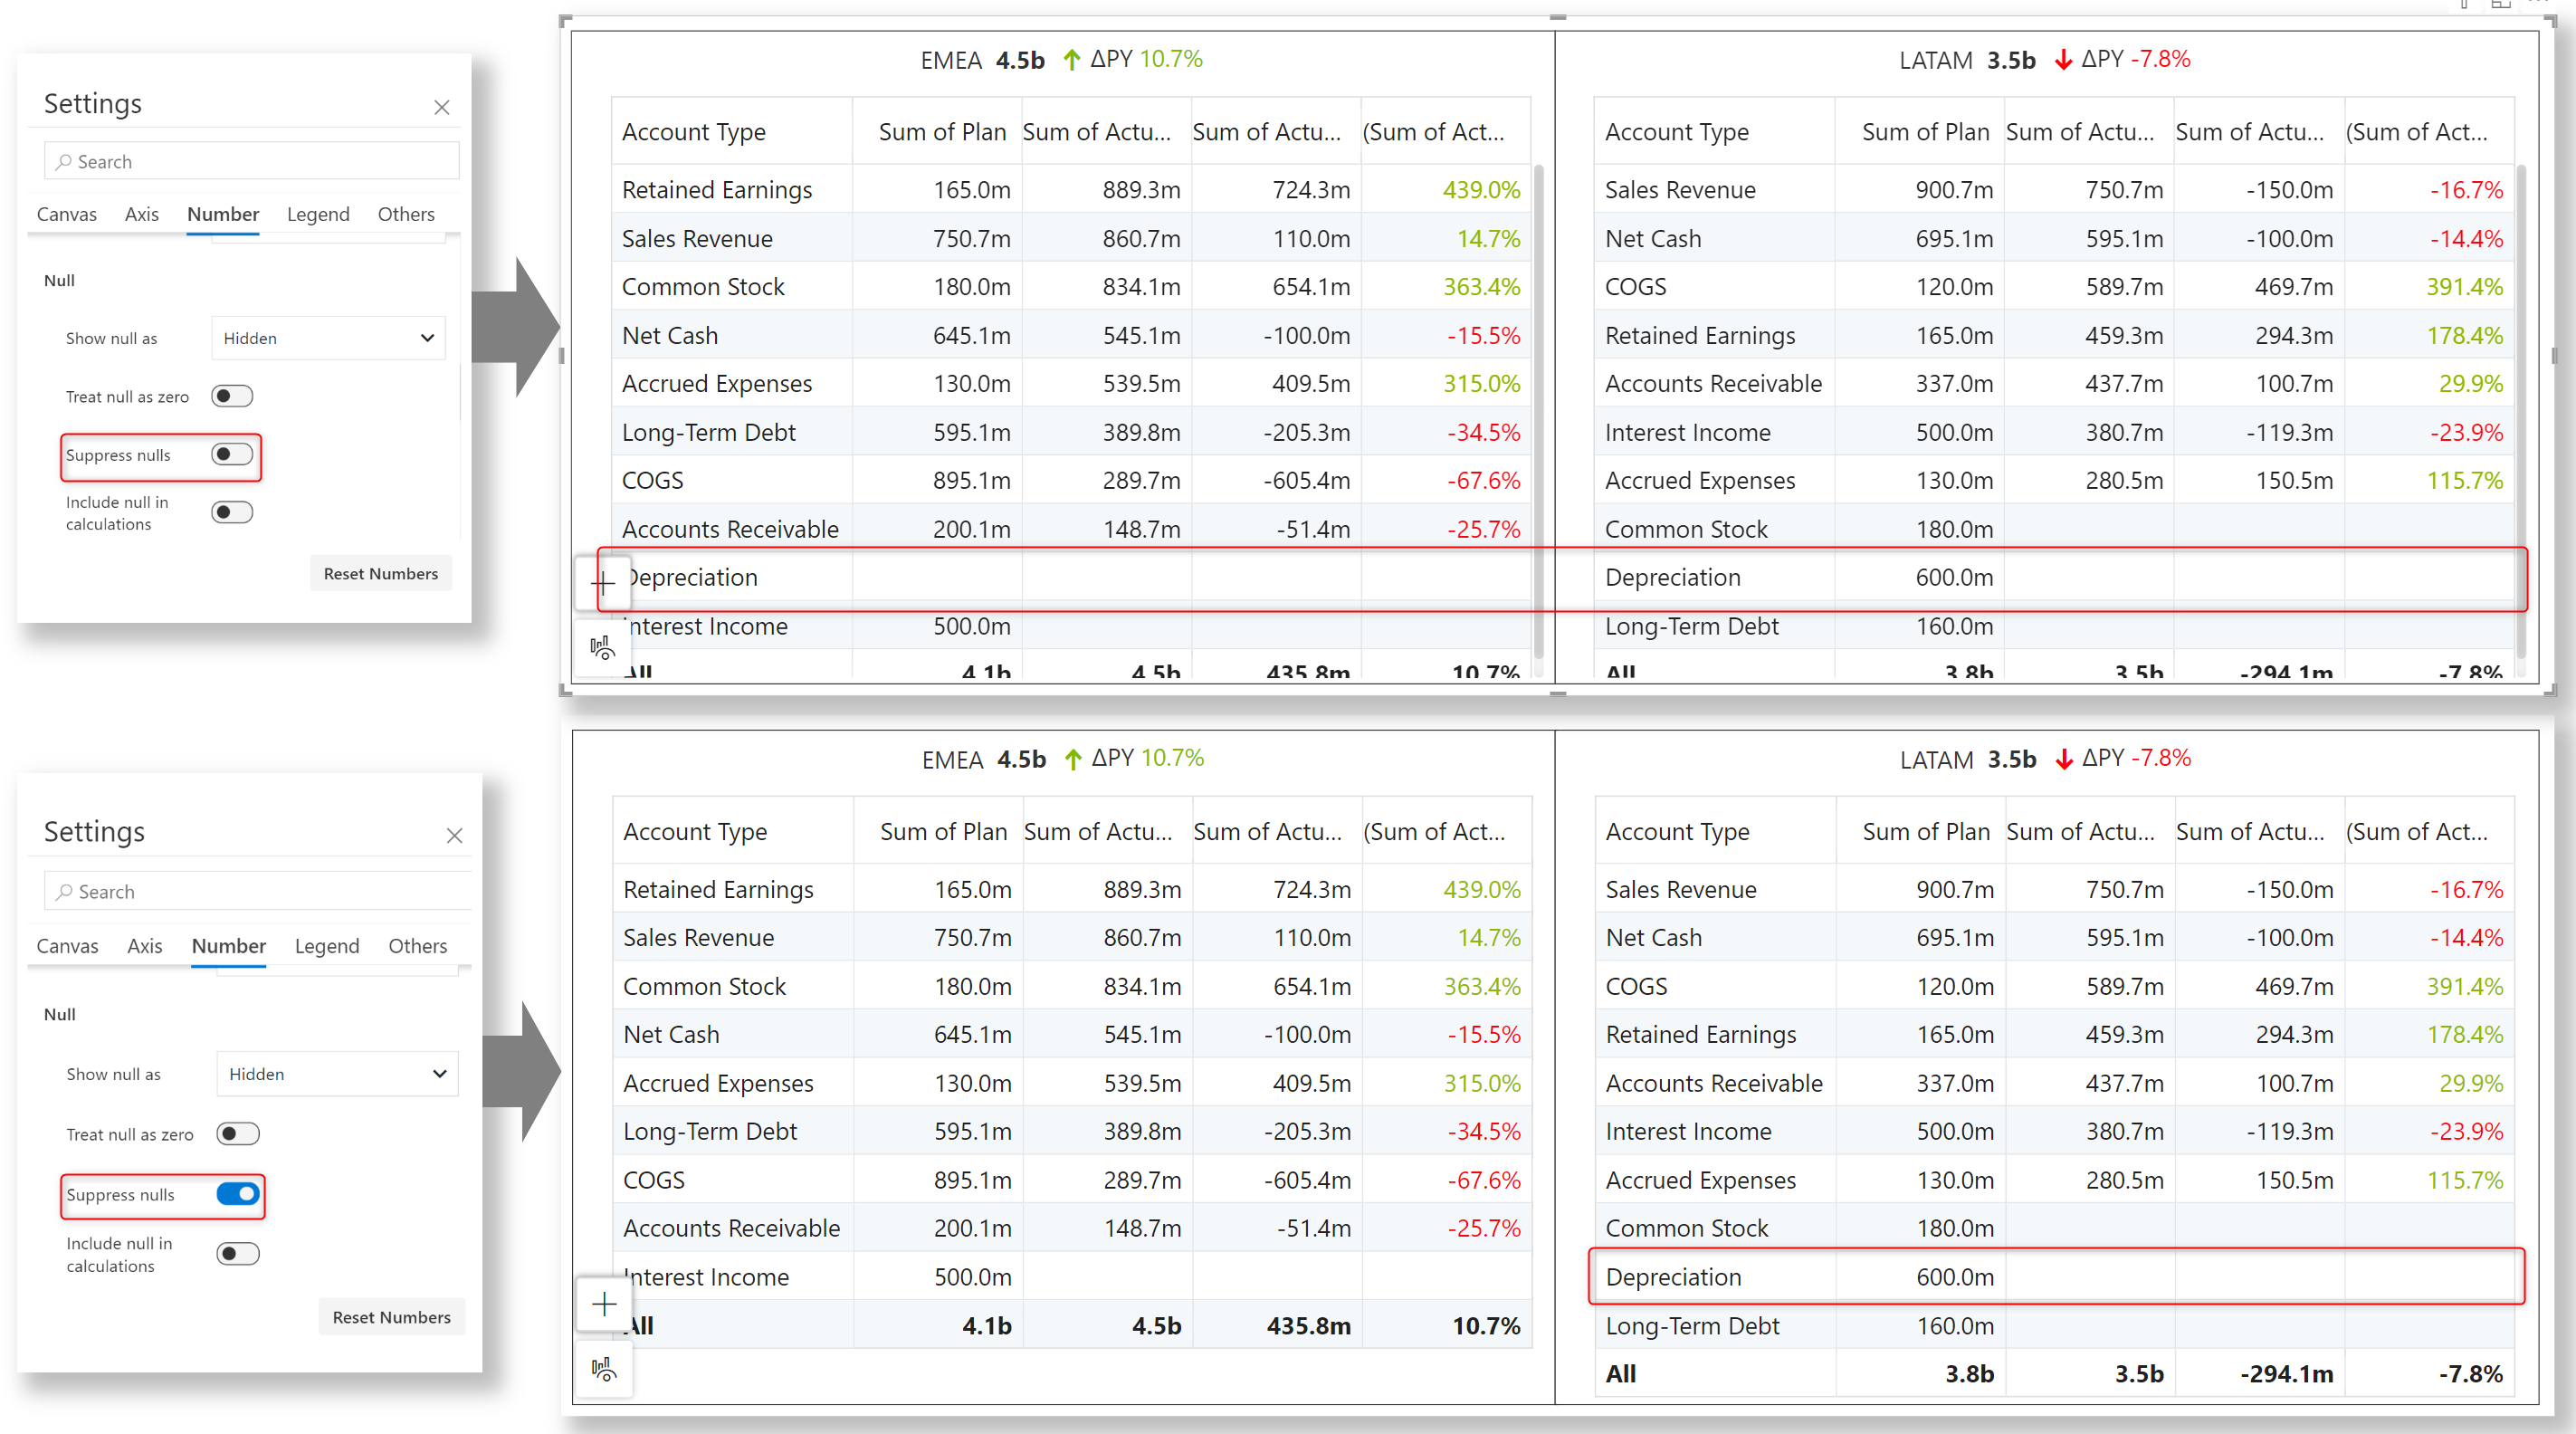 Settings
Search
Canvas Axis Number Legend Others
Null
Show null as Hidden
Treat null as zero
Suppress nulls
Include null in
calculations
Reset Numbers
EMEA 4.5b ΔPY 10.7%
Account Type Sum of Plan Sum of Actu... Sum of Actu... (Sum of Act...
Retained Earnings 165.0m 889.3m 724.3m 439.0%
Sales Revenue 750.7m 860.7m 110.0m 14.7%
Common Stock 180.0m 834.1m 654.1m 363.4%
Net Cash 645.1m 545.1m -100.0m -15.5%
Accrued Expenses 130.0m 539.5m 409.5m 315.0%
Long-Term Debt 595.1m 389.8m -205.3m -34.5%
COGS 895.1m 289.7m -605.4m -67.6%
Accounts Receivable 200.1m 148.7m -51.4m -25.7%
Depreciation
Interest Income 500.0m
All 4.1b 4.5b 435.8m 10.7%
LATAM 3.5b ΔPY -7.8%
Account Type Sum of Plan Sum of Actu... Sum of Actu... (Sum of Act...
Sales Revenue 900.7m 750.7m -150.0m -16.7%
Net Cash 695.1m 595.1m -100.0m -14.4%
COGS 120.0m 589.7m 469.7m 391.4%
Retained Earnings 165.0m 459.3m 294.3m 178.4%
Accounts Receivable 337.0m 437.7m 100.7m 29.9%
Interest Income 500.0m 380.7m -119.3m -23.9%
Accrued Expenses 130.0m 280.5m 150.5m 115.7%
Common Stock 180.0m
Depreciation 600.0m
Long-Term Debt 160.0m
All 3.8b 3.5b -294.1m -7.8%
Settings
Search
Canvas Axis Number Legend Others
Null
Show null as Hidden
Treat null as zero
Suppress nulls
Include null in
calculations
Reset Numbers
EMEA 4.5b ΔPY 10.7%
Account Type Sum of Plan Sum of Actu... Sum of Actu... (Sum of Act...
Retained Earnings 165.0m 889.3m 724.3m 439.0%
Sales Revenue 750.7m 860.7m 110.0m 14.7%
Common Stock 180.0m 834.1m 654.1m 363.4%
Net Cash 645.1m 545.1m -100.0m -15.5%
Accrued Expenses 130.0m 539.5m 409.5m 315.0%
Long-Term Debt 595.1m 389.8m -205.3m -34.5%
COGS 895.1m 289.7m -605.4m -67.6%
Accounts Receivable 200.1m 148.7m -51.4m -25.7%
Interest Income 500.0m
All 4.1b 4.5b 435.8m 10.7%
LATAM 3.5b ΔPY -7.8%
Account Type Sum of Plan Sum of Actu... Sum of Actu... (Sum of Act...
Sales Revenue 900.7m 750.7m -150.0m -16.7%
Net Cash 695.1m 595.1m -100.0m -14.4%
COGS 120.0m 589.7m 469.7m 391.4%
Retained Earnings 165.0m 459.3m 294.3m 178.4%
Accounts Receivable 337.0m 437.7m 100.7m 29.9%
Interest Income 500.0m 380.7m -119.3m -23.9%
Accrued Expenses 130.0m 280.5m 150.5m 115.7%
Common Stock 180.0m
Depreciation 600.0m
Long-Term Debt 160.0m
All 3.8b 3.5b -294.1m -7.8%